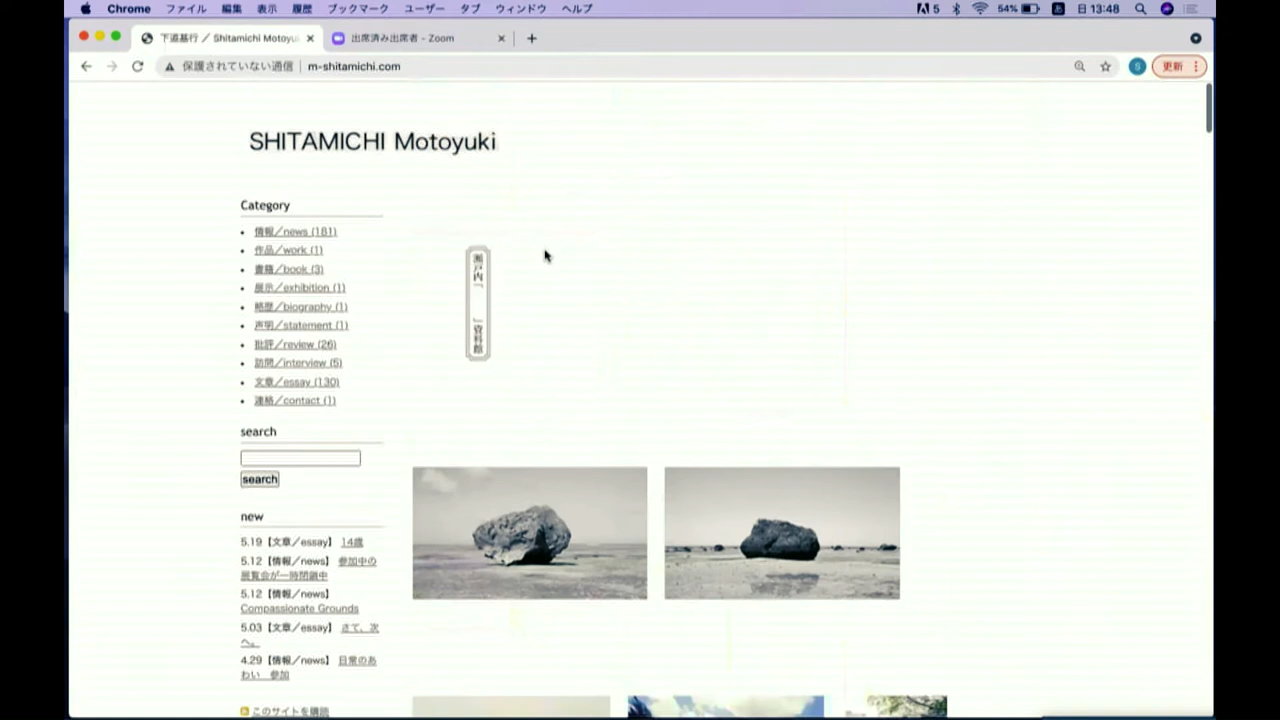 Chrome ファイル 編集 表示 履歴 ブックマーク ユーザー タブ ウィンドウ ヘルプ 5 54% あ 日 13:48
下道基行 ／ Shitamichi Motoyu
出席済み出席者 - Zoom
保護されていない通信 | m-shitamichi.com
S
更新
SHITAMICHI Motoyuki
Category
情報／news (181)
作品／work (1)
書籍／book (3)
展示／exhibition (1)
略歴／biography (1)
声明／statement (1)
批評／review (26)
訪問／interview (5)
文章／essay (130)
連絡／contact (1)
瀬戸内「 」資料館
search
search
new
5.19【文章／essay】 14歳
5.12【情報／news】 参加中の
展覧会が一時閉鎖中
5.12【情報／news】
Compassionate Grounds
5.03【文章／essay】 さて、次
へ。
4.29【情報／news】 日常のあ
わい 参加
このサイトを購読